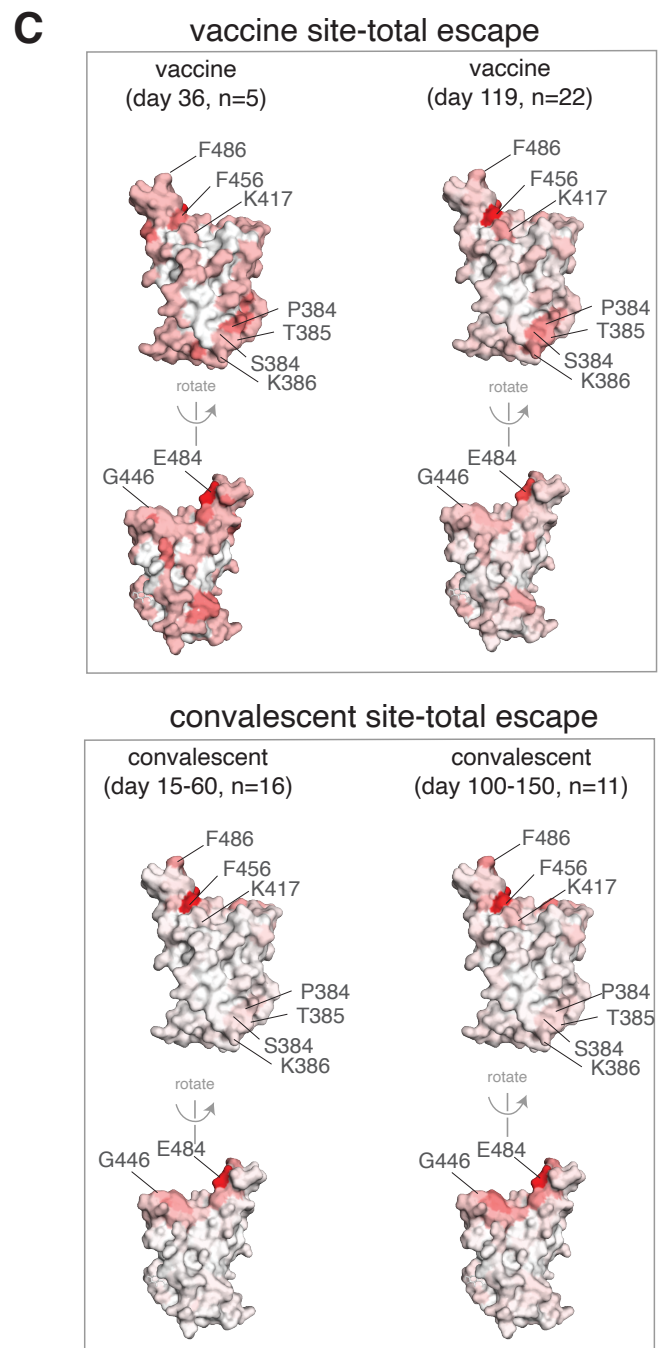 C
vaccine site-total escape
vaccine
(day 36, n=5)
vaccine
(day 119, n=22)
F486
F456
K417
P384
T385
S384
K386
rotate
E484
G446
F486
F456
K417
P384
T385
S384
K386
rotate
E484
G446
convalescent site-total escape
convalescent
(day 15-60, n=16)
convalescent
(day 100-150, n=11)
F486
F456
K417
P384
T385
S384
K386
rotate
E484
G446
F486
F456
K417
P384
T385
S384
K386
rotate
E484
G446